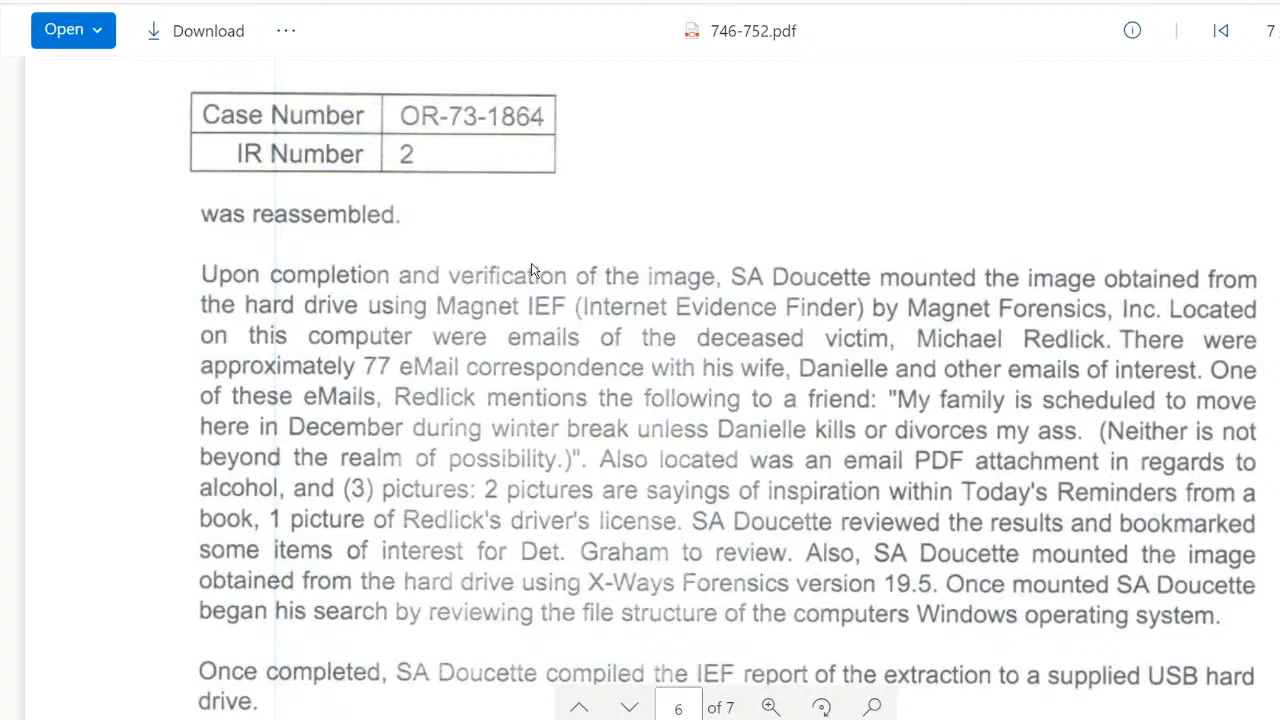 Open
Download
...
746-752.pdf
7
Case Number OR-73-1864
IR Number 2
was reassembled.
Upon completion and verification of the image, SA Doucette mounted the image obtained from
the hard drive using Magnet IEF (Internet Evidence Finder) by Magnet Forensics, Inc. Located
on this computer were emails of the deceased victim, Michael Redlick. There were
approximately 77 eMail correspondence with his wife, Danielle and other emails of interest. One
of these eMails, Redlick mentions the following to a friend: "My family is scheduled to move
here in December during winter break unless Danielle kills or divorces my ass. (Neither is not
beyond the realm of possibility.)". Also located was an email PDF attachment in regards to
alcohol, and (3) pictures: 2 pictures are sayings of inspiration within Today's Reminders from a
book, 1 picture of Redlick's driver's license. SA Doucette reviewed the results and bookmarked
some items of interest for Det. Graham to review. Also, SA Doucette mounted the image
obtained from the hard drive using X-Ways Forensics version 19.5. Once mounted SA Doucette
began his search by reviewing the file structure of the computers Windows operating system.
Once completed, SA Doucette compiled the IEF report of the extraction to a supplied USB hard
drive.
6 of 7